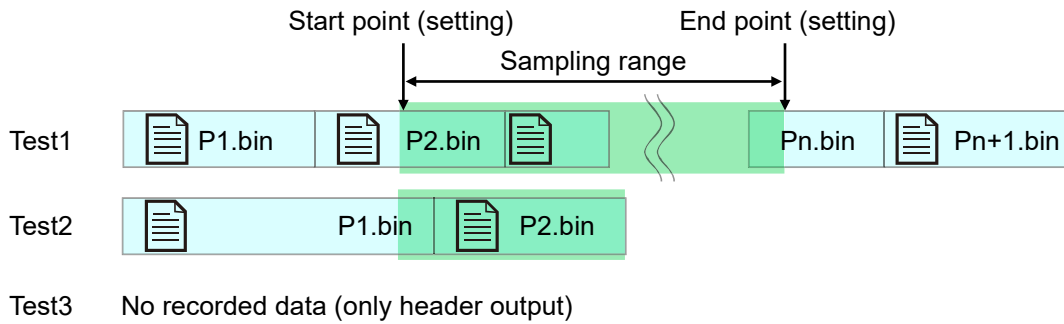 Start point (setting) End point (setting)
Sampling range
Test1 P1.bin P2.bin Pn.bin Pn+1.bin
Test2 P1.bin P2.bin
Test3 No recorded data (only header output)